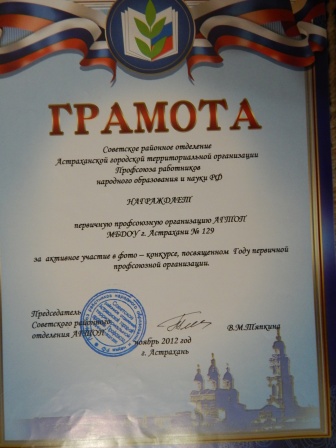 ГРАМОТА
Советское районное отделение
Астраханской городской территориальной организации
Профсоюза работников
народного образования и науки РФ
НАГРАЖДАЕТ
первичную профсоюзную организацию АГТОП
МБДОУ г. Астрахани № 129
за активное участие в фото – конкурсе, посвященном Году первичной
профсоюзной организации.
Председатель
Советского районного
отделения АГТОП
В.М.Тяпкина
ноябрь 2012 год
г. Астрахань